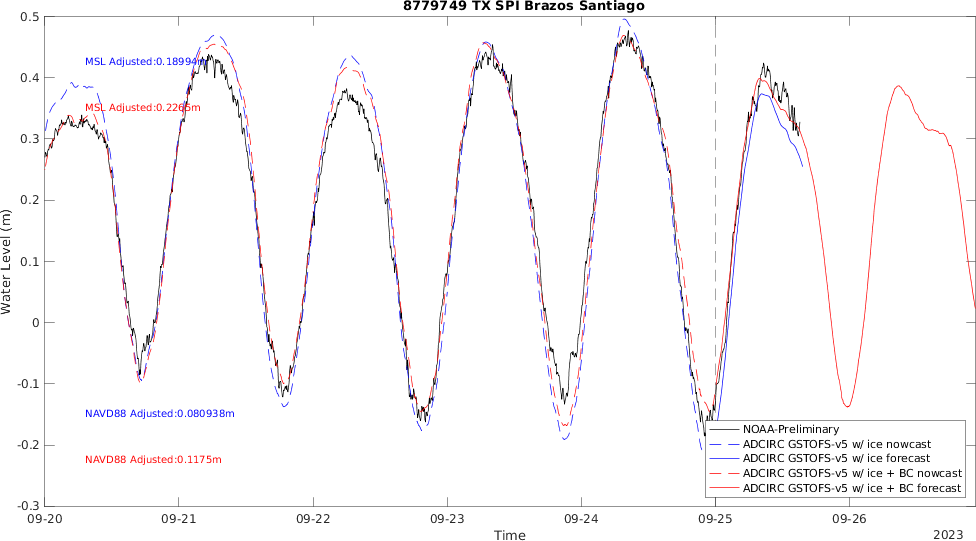 8779749 TX SPI Brazos Santiago
0.5
0.4
0.3
0.2
0.1
0
-0.1
-0.2
-0.3
Water Level (m)
MSL Adjusted:0.18994m
MSL Adjusted:0.2265m
NAVD88 Adjusted:0.080938m
NAVD88 Adjusted:0.1175m
NOAA-Preliminary
ADCIRC GSTOFS-v5 w/ ice nowcast
ADCIRC GSTOFS-v5 w/ ice forecast
ADCIRC GSTOFS-v5 w/ ice + BC nowcast
ADCIRC GSTOFS-v5 w/ ice + BC forecast
09-20 09-21 09-22 09-23 09-24 09-25 09-26
Time
2023